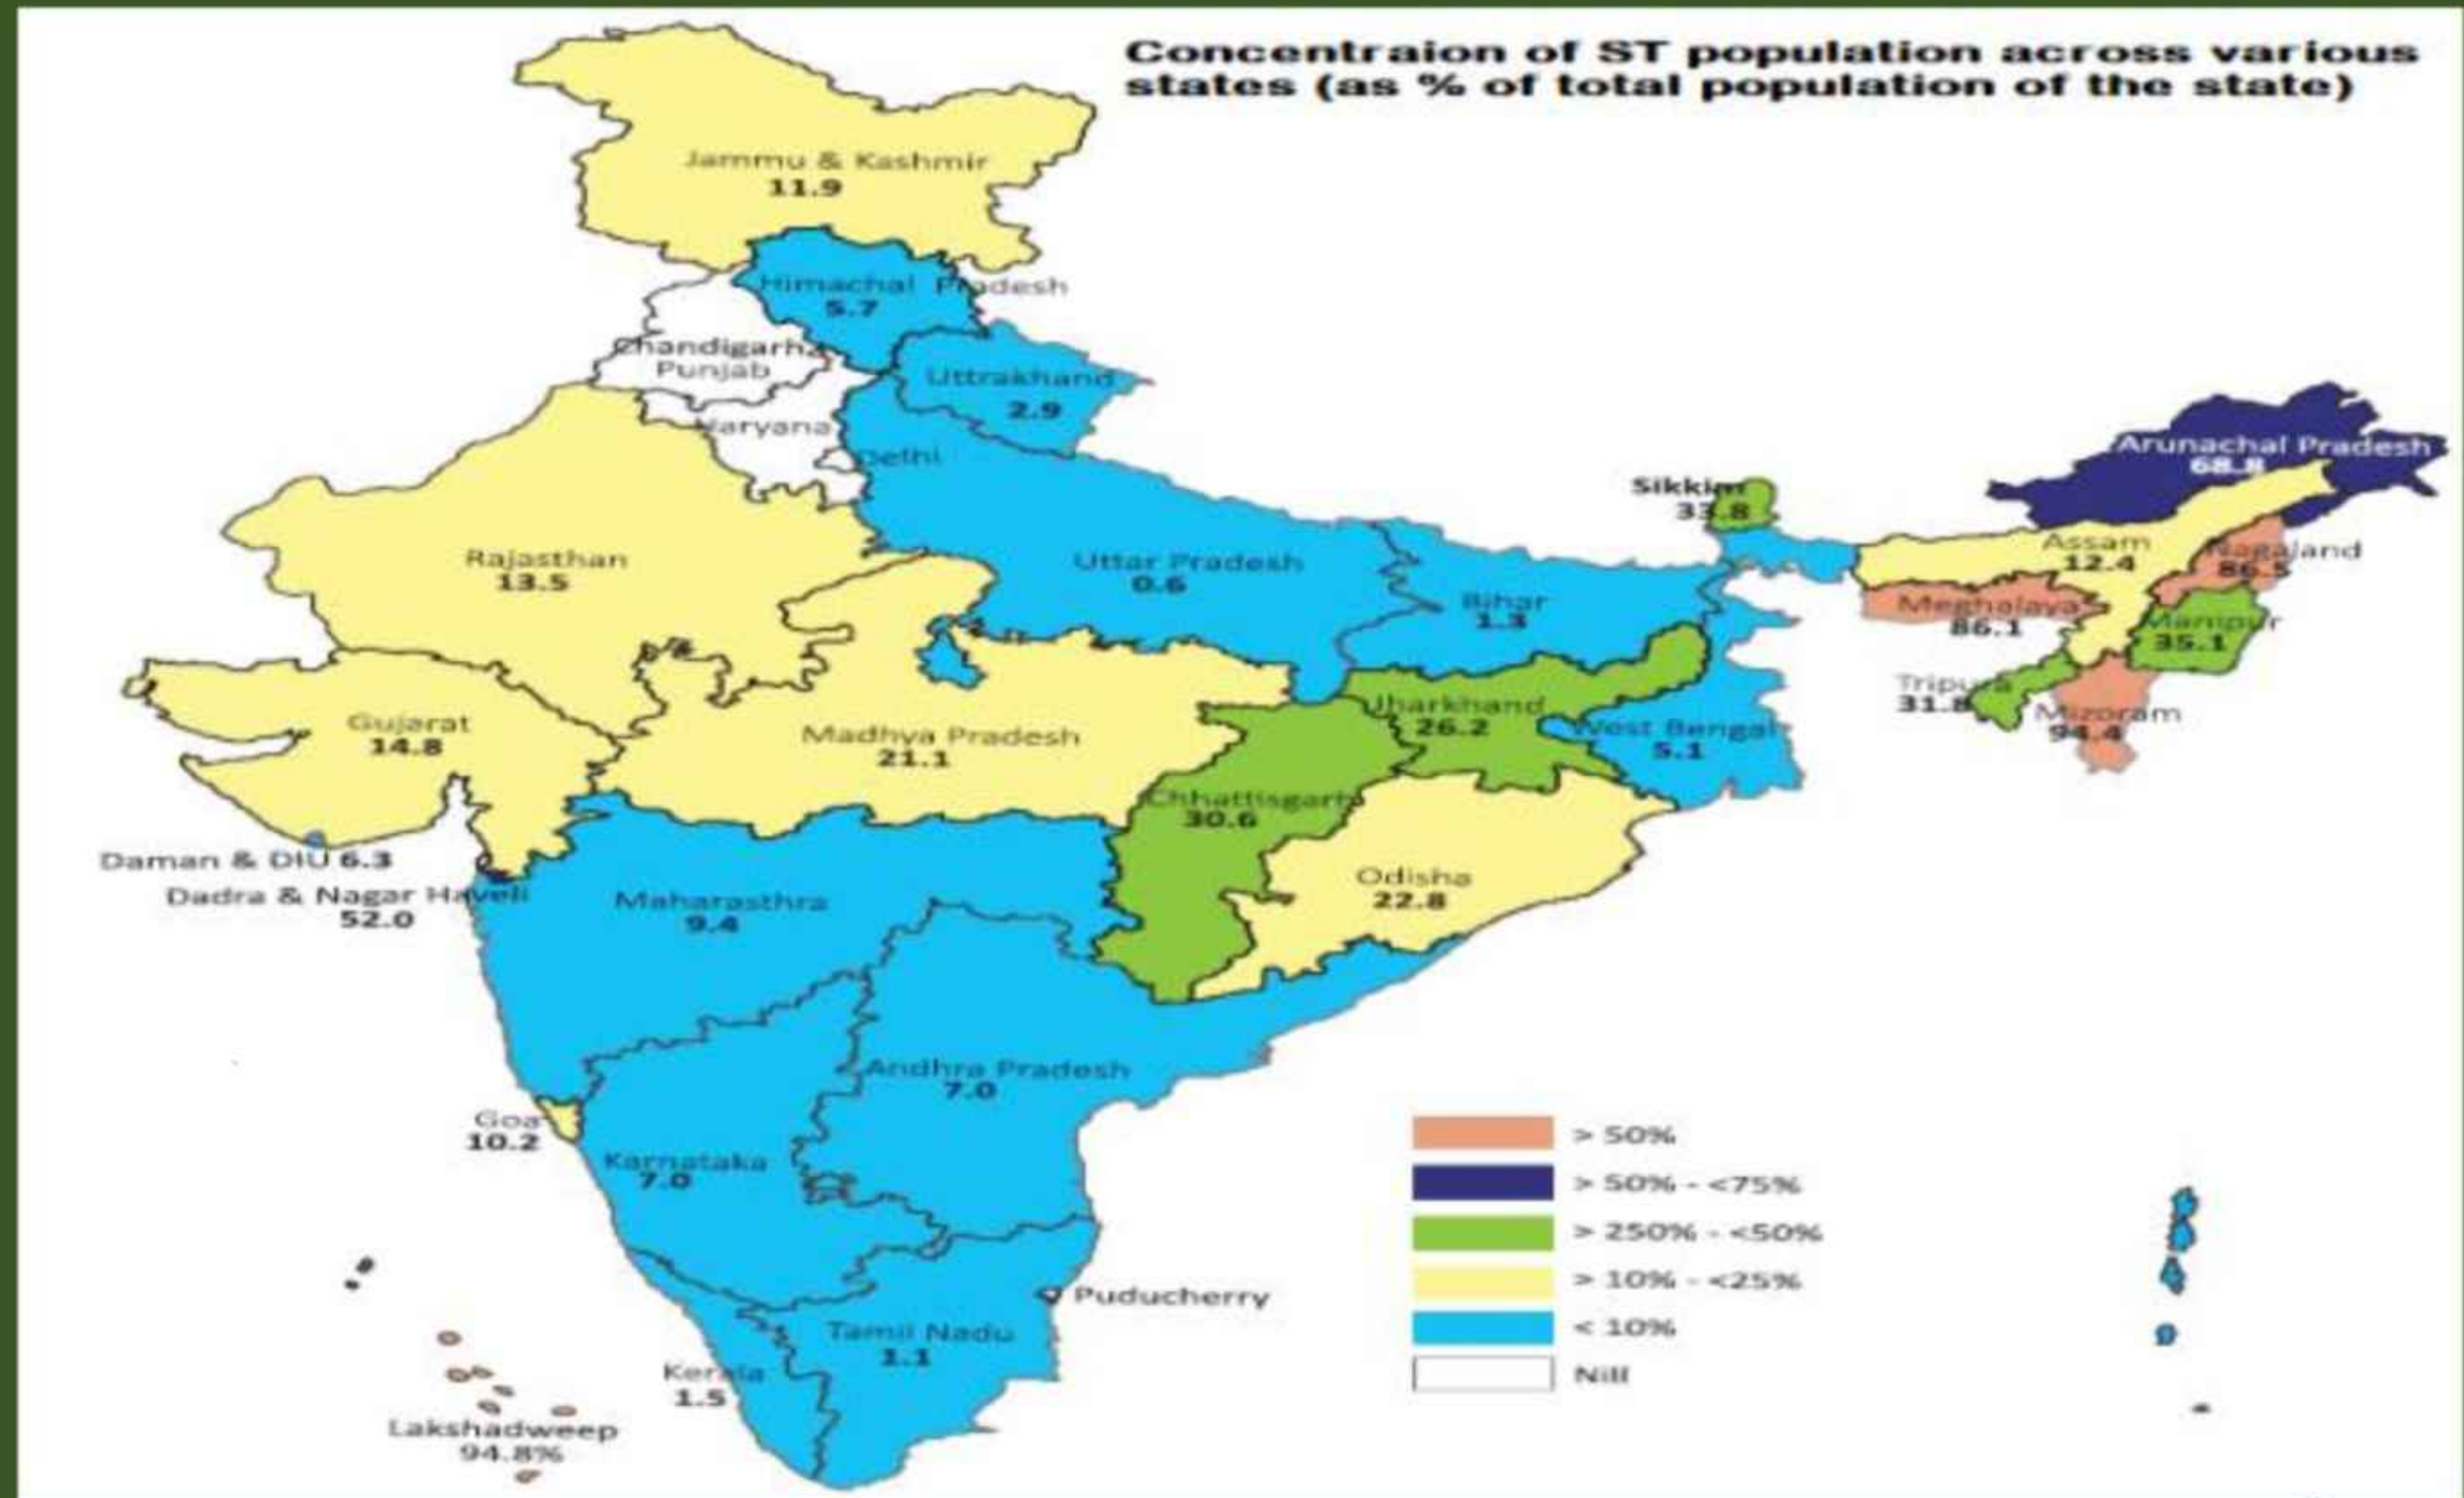 Concentraion of ST population across various
states (as % of total population of the state)
Jammu & Kashmir
11.9
Himachal Pradesh
5.7
Chandigarh
Punjab
Uttrakhand
2.9
Haryana
Delhi
Arunachal Pradesh
68.8
Sikkim
33.8
Rajasthan
13.5
Uttar Pradesh
0.6
Bihar
1.3
Assam
12.4
Nagaland
86.5
Meghalaya
86.1
Manipur
35.1
Tripura
31.8
Mizoram
94.4
Gujarat
14.8
Madhya Pradesh
21.1
Jharkhand
26.2
West Bengal
5.1
Chhattisgarh
30.6
Daman & DIU 6.3
Dadra & Nagar Haveli
52.0
Maharasthra
9.4
Odisha
22.8
Andhra Pradesh
7.0
Goa
10.2
Karnataka
7.0
Puducherry
Tamil Nadu
1.1
Kerala
1.5
Lakshadweep
94.8%
> 50%
> 50% - <75%
> 250% - <50%
> 10% - <25%
< 10%
Nill